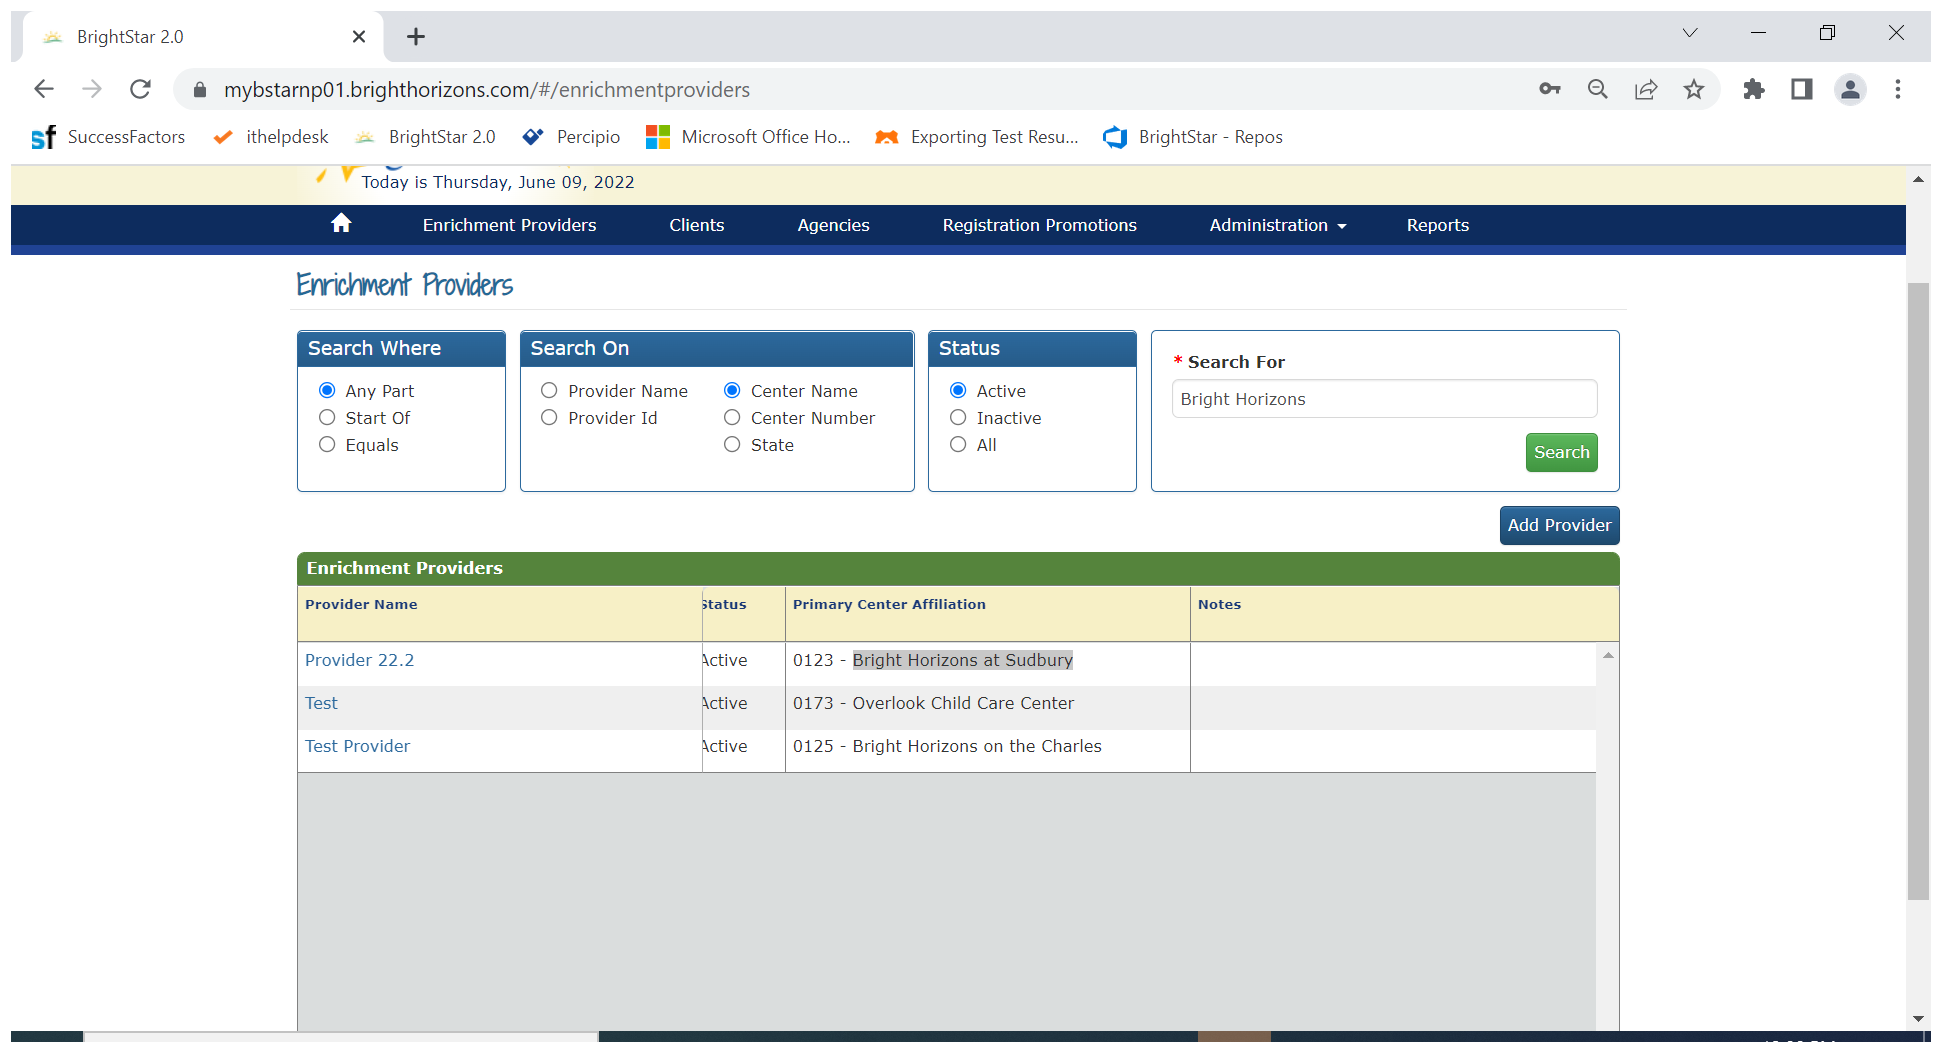 BrightStar 2.0
mybstarnp01.brighthorizons.com/#/enrichmentproviders
sf SuccessFactors ithelpdesk BrightStar 2.0 Percipio Microsoft Office Ho... Exporting Test Resu... BrightStar - Repos
Today is Thursday, June 09, 2022
Enrichment Providers Clients Agencies Registration Promotions Administration Reports
Enrichment Providers
Search Where Search On Status
* Search For
Any Part Provider Name Center Name Active
Bright Horizons
Start Of Provider Id Center Number Inactive
Equals State All
Search
Add Provider
Enrichment Providers
Provider Name Status Primary Center Affiliation Notes
Provider 22.2 Active 0123 - Bright Horizons at Sudbury
Test Active 0173 - Overlook Child Care Center
Test Provider Active 0125 - Bright Horizons on the Charles